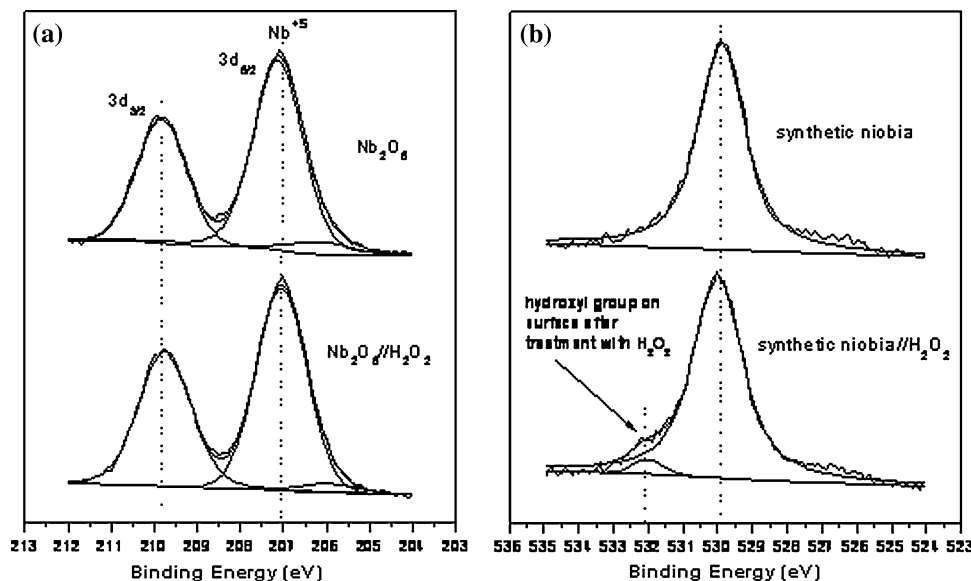 (a)
Nb+5
3d5/2
3d3/2
Nb2O5
Nb2O5//H2O2
213 212 211 210 209 208 207 206 205 204 203
Binding Energy (eV)
(b)
synthetic niobia
hydroxyl group on
surface after
treatment with H2O2
synthetic niobia//H2O2
536 535 534 533 532 531 530 529 528 527 526 525 524 523
Binding Energy (eV)